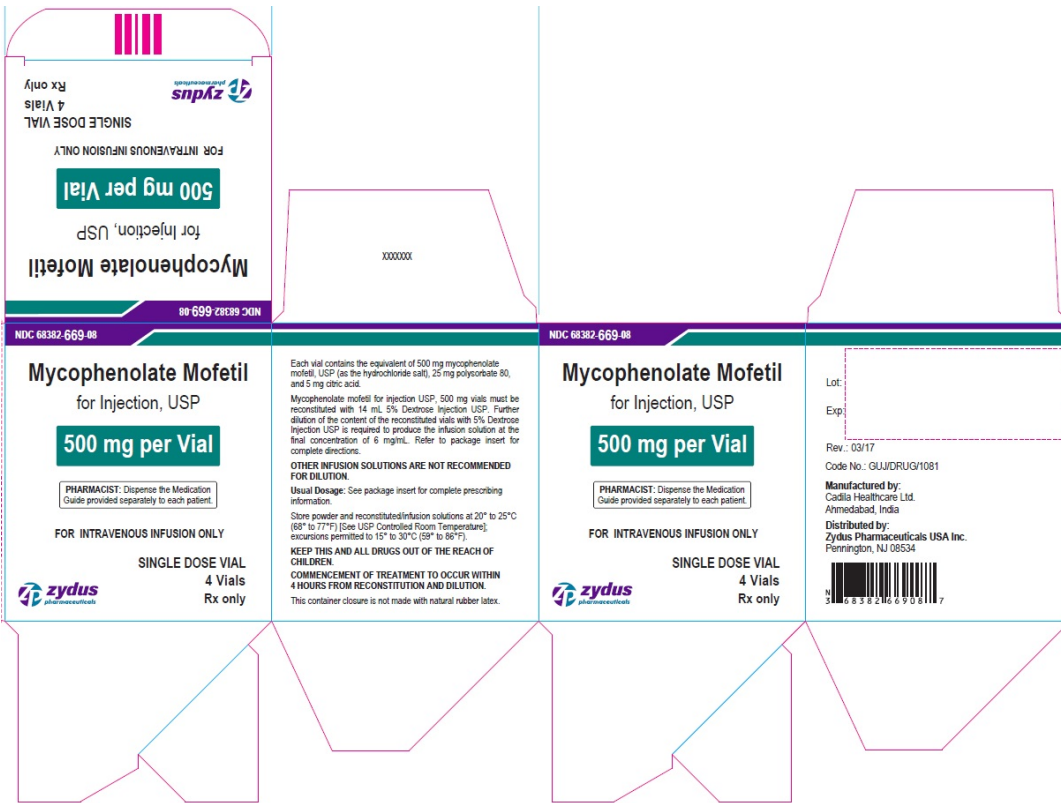 Rx only
4 Vials
SINGLE DOSE VIAL
zydus
pharmaceuticals
FOR INTRAVENOUS INFUSION ONLY
500 mg per Vial
for Injection, USP
Mycophenolate Mofetil
NDC 68382-669-08
XXXXXXX
NDC 68382-669-08
Mycophenolate Mofetil
for Injection, USP
500 mg per Vial
PHARMACIST: Dispense the Medication
Guide provided separately to each patient.
FOR INTRAVENOUS INFUSION ONLY
SINGLE DOSE VIAL
4 Vials
Rx only
zydus
pharmaceuticals
Each vial contains the equivalent of 500 mg mycophenolate
mofetil, USP (as the hydrochloride salt), 25 mg polysorbate 80,
and 5 mg citric acid.
Mycophenolate mofetil for injection USP, 500 mg vials must be
reconstituted with 14 mL 5% Dextrose Injection USP. Further
dilution of the content of the reconstituted vials with 5% Dextrose
Injection USP is required to produce the infusion solution at the
final concentration of 6 mg/mL. Refer to package insert for
complete directions.
OTHER INFUSION SOLUTIONS ARE NOT RECOMMENDED
FOR DILUTION.
Usual Dosage: See package insert for complete prescribing
information.
Store powder and reconstituted/infusion solutions at 20° to 25°C
(68° to 77°F) [See USP Controlled Room Temperature];
excursions permitted to 15° to 30°C (59° to 86°F).
KEEP THIS AND ALL DRUGS OUT OF THE REACH OF
CHILDREN.
COMMENCEMENT OF TREATMENT TO OCCUR WITHIN
4 HOURS FROM RECONSTITUTION AND DILUTION.
This container closure is not made with natural rubber latex.
NDC 68382-669-08
Mycophenolate Mofetil
for Injection, USP
500 mg per Vial
PHARMACIST: Dispense the Medication
Guide provided separately to each patient.
FOR INTRAVENOUS INFUSION ONLY
SINGLE DOSE VIAL
4 Vials
Rx only
zydus
pharmaceuticals
Lot:
Exp:
Rev.: 03/17
Code No.: GUJ/DRUG/1081
Manufactured by:
Cadila Healthcare Ltd.
Ahmedabad, India
Distributed by:
Zydus Pharmaceuticals USA Inc.
Pennington, NJ 08534
N
3 68382 66908 7